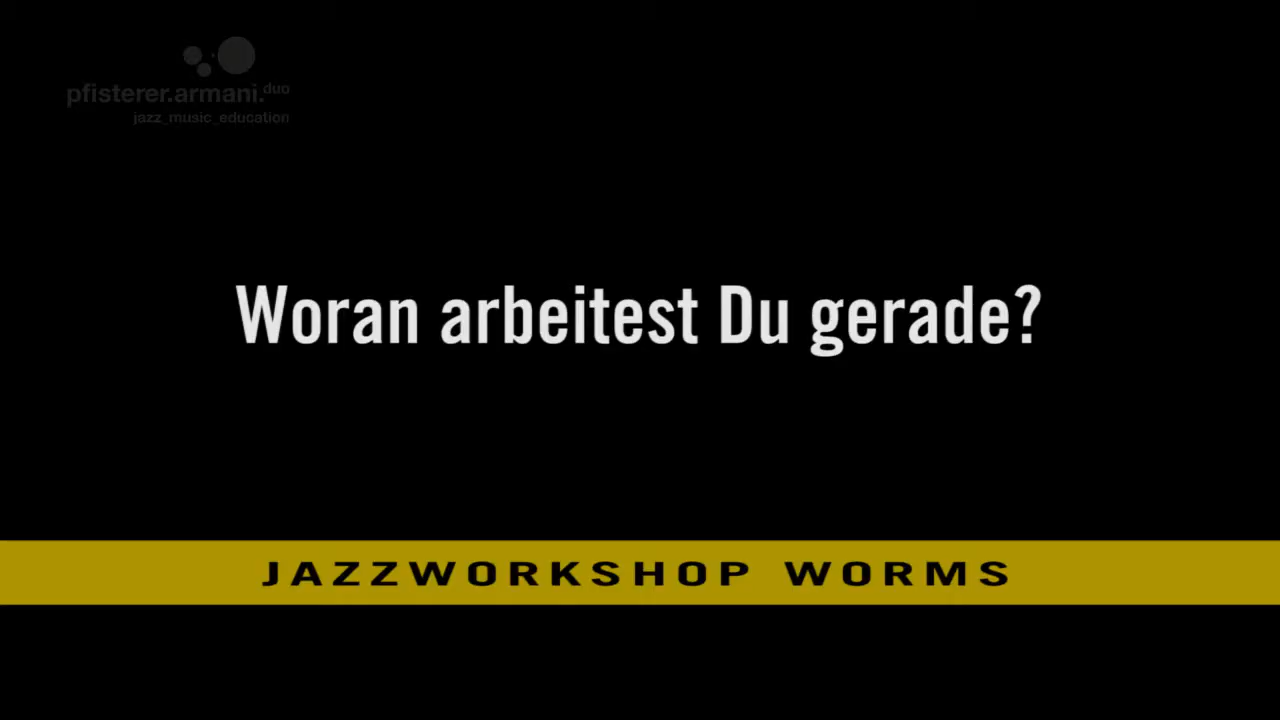 pfisterer.armani.duo
jazz_music_education
Woran arbeitest Du gerade?
JAZZWORKSHOP WORMS